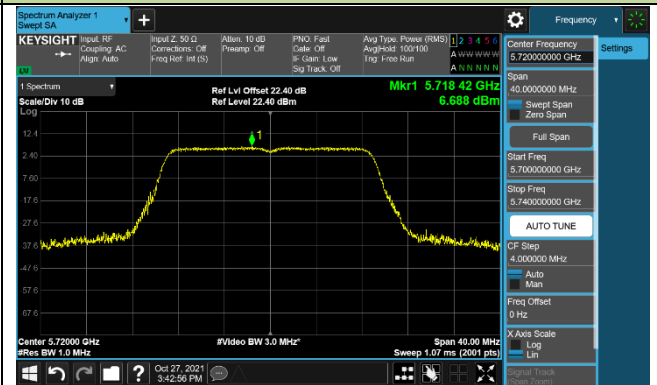 Spectrum Analyzer 1
Swept SA
+
Frequency
KEYSIGHT
Input: RF
Coupling: AC
Align: Auto
Input Z: 50 Ω
Corrections: Off
Freq Ref: Int (S)
Atten: 10 dB
Preamp: Off
PNO: Fast
Gate: Off
IF Gain: Low
Sig Track: Off
Avg Type: Power (RMS)
Avg|Hold: 100/100
Trig: Free Run
1 2 3 4 5 6
A W W W W W
A N N N N N
LXI
1 Spectrum
Scale/Div 10 dB
Log
Ref Lvl Offset 22.40 dB
Ref Level 22.40 dBm
Mkr1 5.718 42 GHz
6.688 dBm
1
12.4
2.40
-7.60
-17.6
-27.6
-37.6
-47.6
-57.6
-67.6
Center 5.72000 GHz
#Res BW 1.0 MHz
#Video BW 3.0 MHz*
Span 40.00 MHz
Sweep 1.07 ms (2001 pts)
Center Frequency
5.720000000 GHz
Settings
Span
40.0000000 MHz
Swept Span
Zero Span
Full Span
Start Freq
5.700000000 GHz
Stop Freq
5.740000000 GHz
AUTO TUNE
CF Step
4.000000 MHz
Auto
Man
Freq Offset
0 Hz
X Axis Scale
Log
Lin
Signal Track
(Span Zoom)
?
Oct 27, 2021
3:42:56 PM